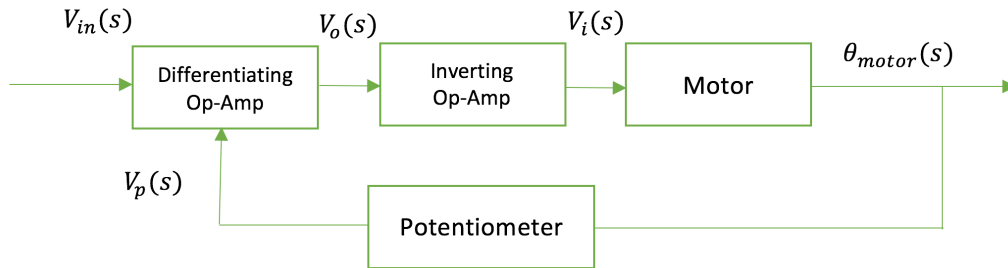 V_in(s)
V_o(s)
V_i(s)
θ_motor(s)
Differentiating
Op-Amp
Inverting
Op-Amp
Motor
V_p(s)
Potentiometer